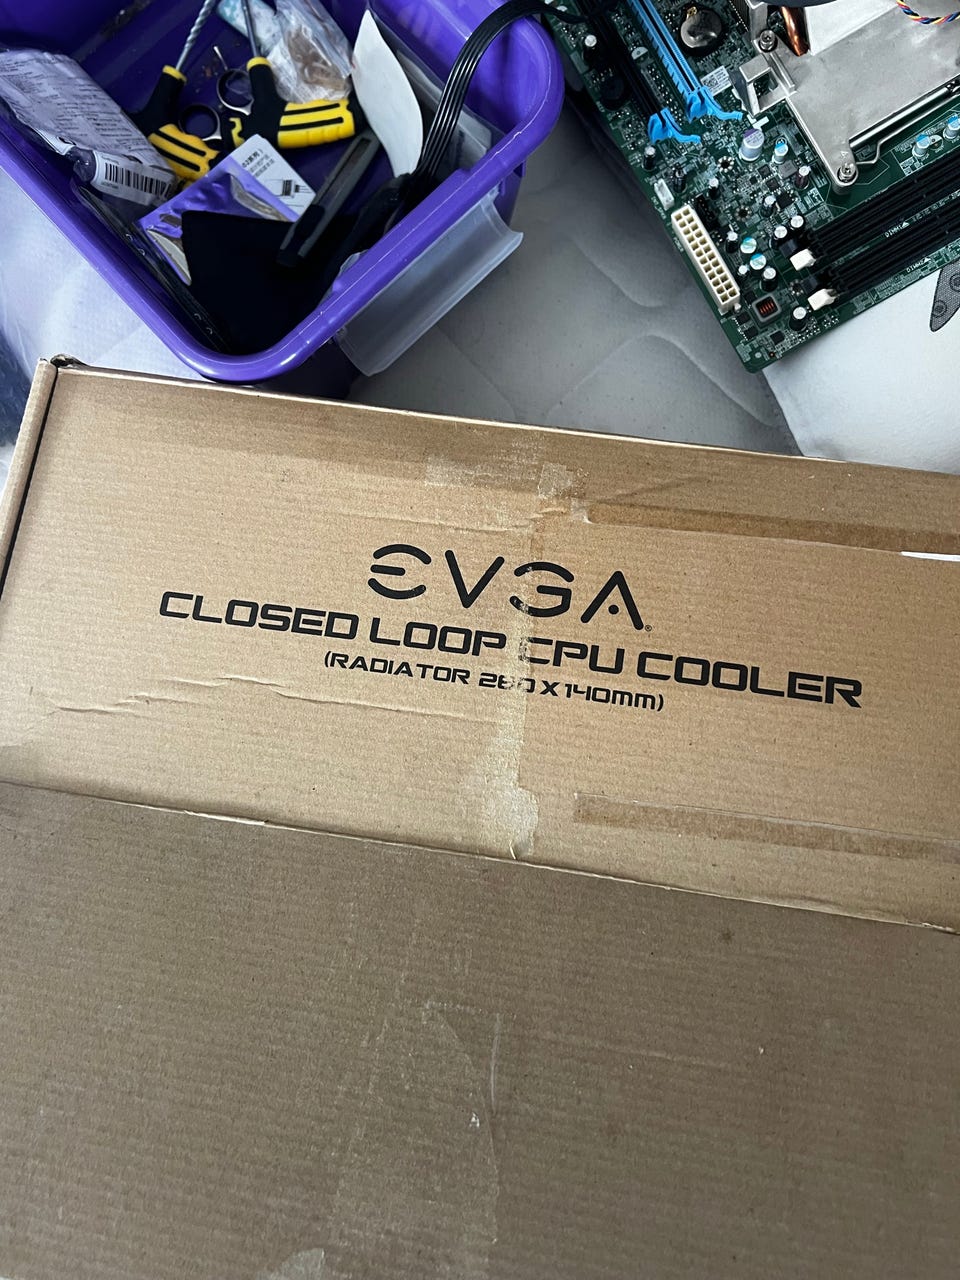 EVGA®
CLOSED LOOP CPU COOLER
(RADIATOR 280 X 140mm)